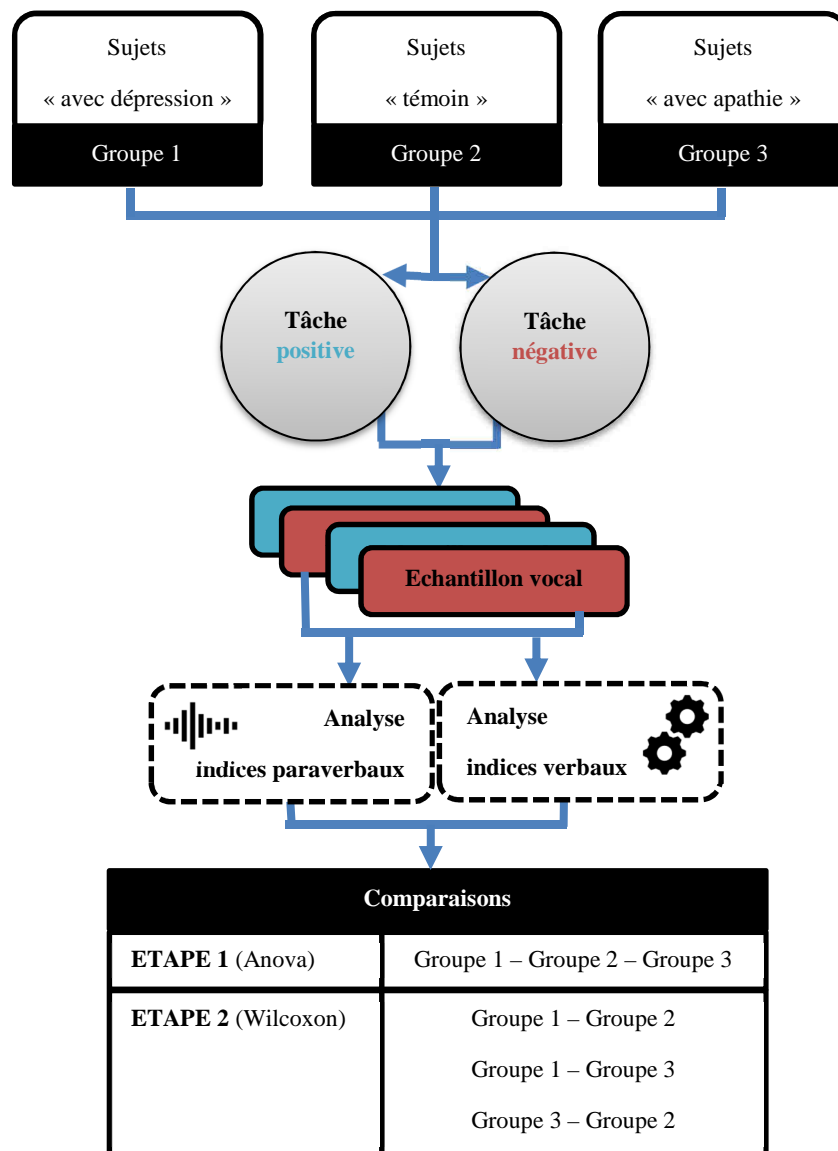 Sujets
« avec dépression »
Groupe 1
Sujets
« témoin »
Groupe 2
Sujets
« avec apathie »
Groupe 3
Tâche
positive
Tâche
négative
Echantillon vocal
Analyse
indices paraverbaux
Analyse
indices verbaux
Comparaisons
ETAPE 1 (Anova)
Groupe 1 – Groupe 2 – Groupe 3
ETAPE 2 (Wilcoxon)
Groupe 1 – Groupe 2
Groupe 1 – Groupe 3
Groupe 3 – Groupe 2